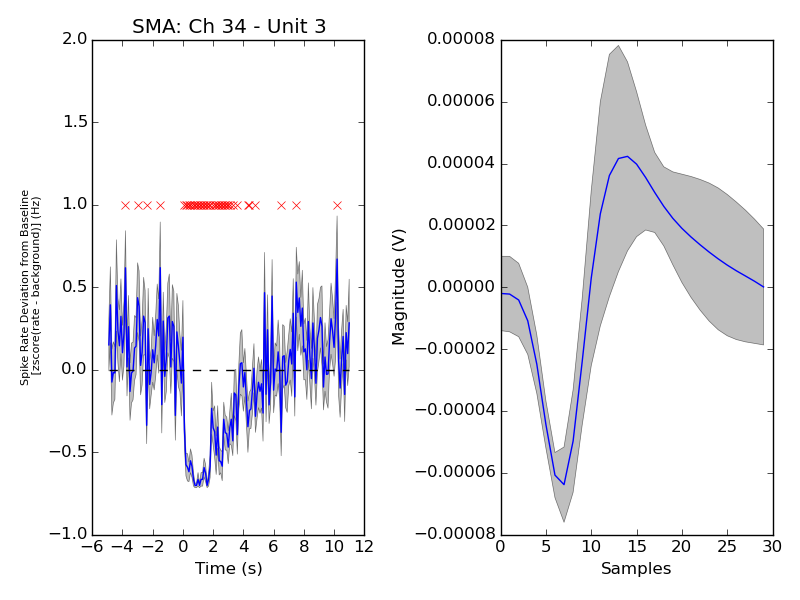 SMA: Ch 34 - Unit 3
Spike Rate Deviation from Baseline
[zscore(rate - background)] (Hz)
2.0
1.5
1.0
0.5
0.0
−0.5
−1.0
−6 −4 −2 0 2 4 6 8 10 12
Time (s)
Magnitude (V)
0.00008
0.00006
0.00004
0.00002
0.00000
−0.00002
−0.00004
−0.00006
−0.00008
0 5 10 15 20 25 30
Samples